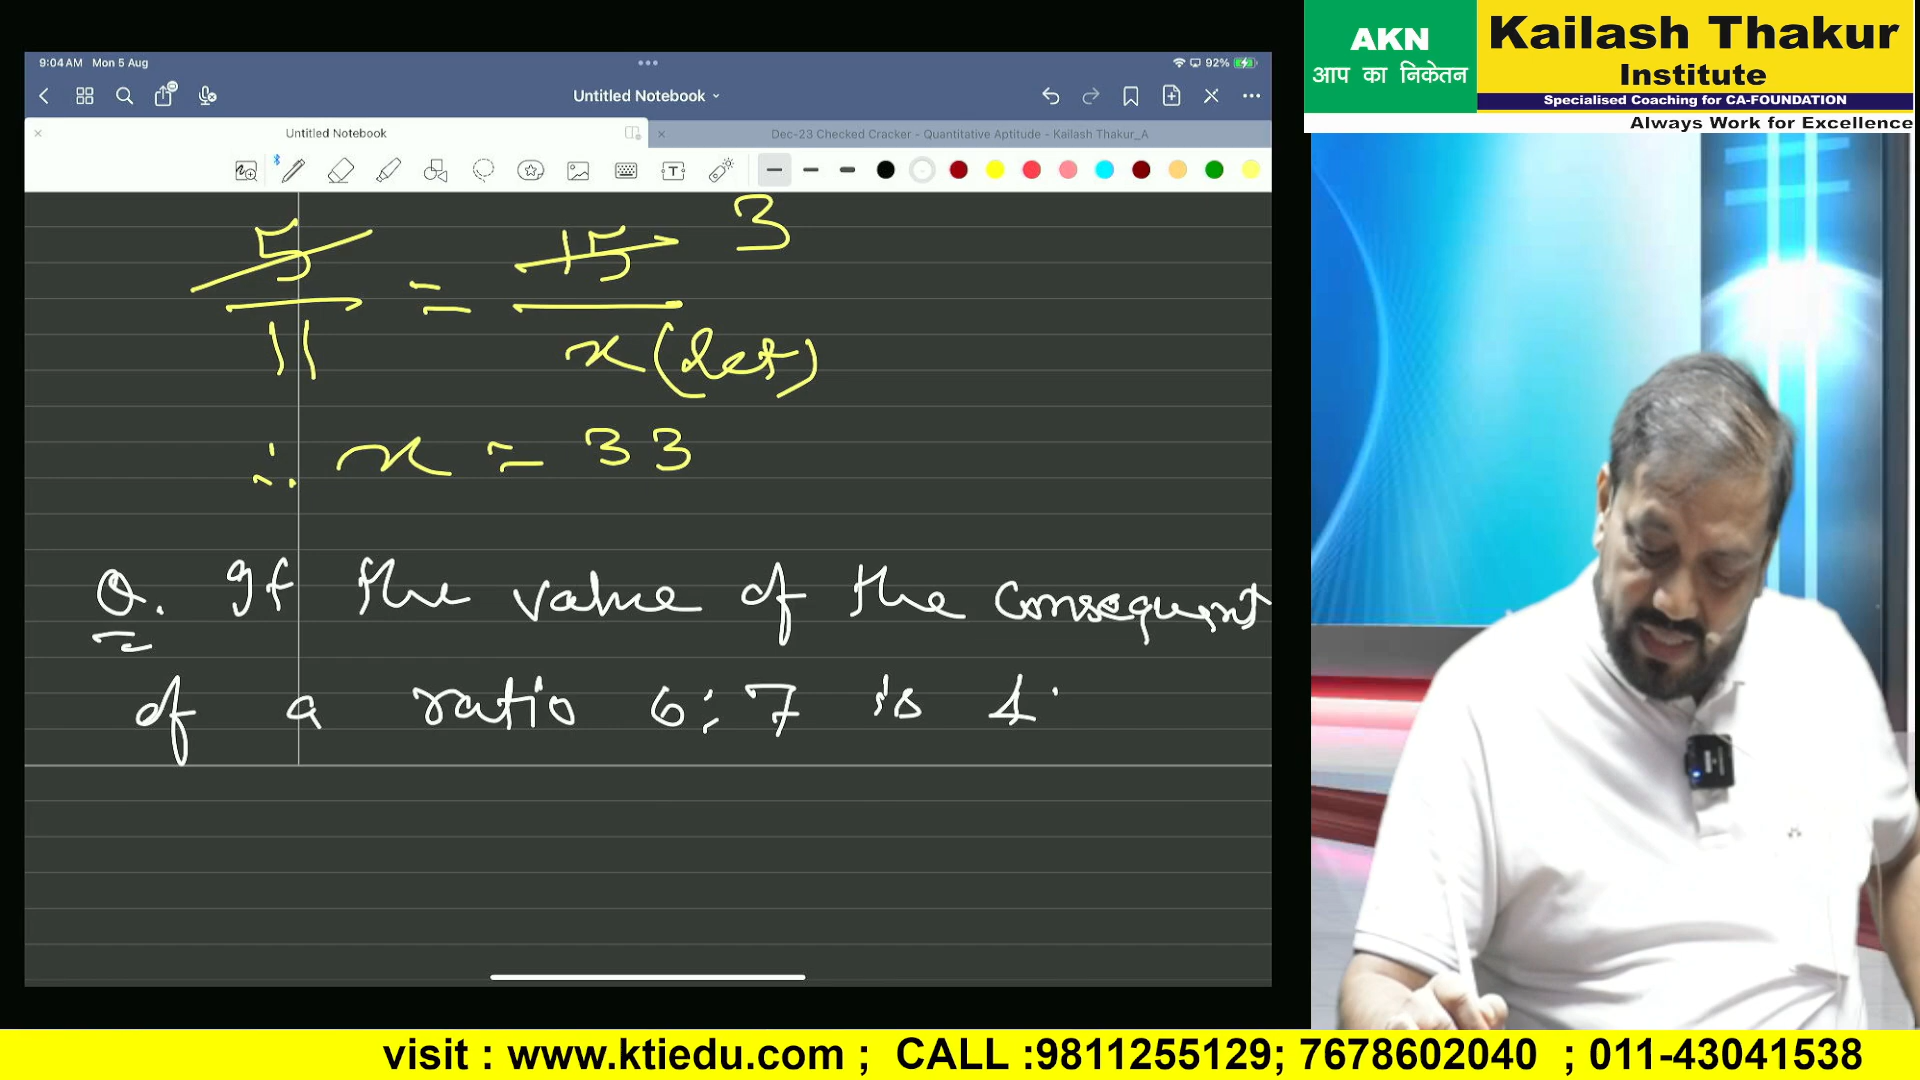 9:04 AM Mon 5 Aug
92%
Untitled Notebook
Untitled Notebook
Dec-23 Checked Cracker - Quantitative Aptitude - Kailash Thakur_A
5/11 = 15/x (let) 3
∴ x = 33
Q. If the value of the consequent
of a ratio 6:7 is
AKN
आप का निकेतन
Kailash Thakur
Institute
Specialised Coaching for CA-FOUNDATION
Always Work for Excellence
visit : www.ktiedu.com ; CALL :9811255129; 7678602040 ; 011-43041538